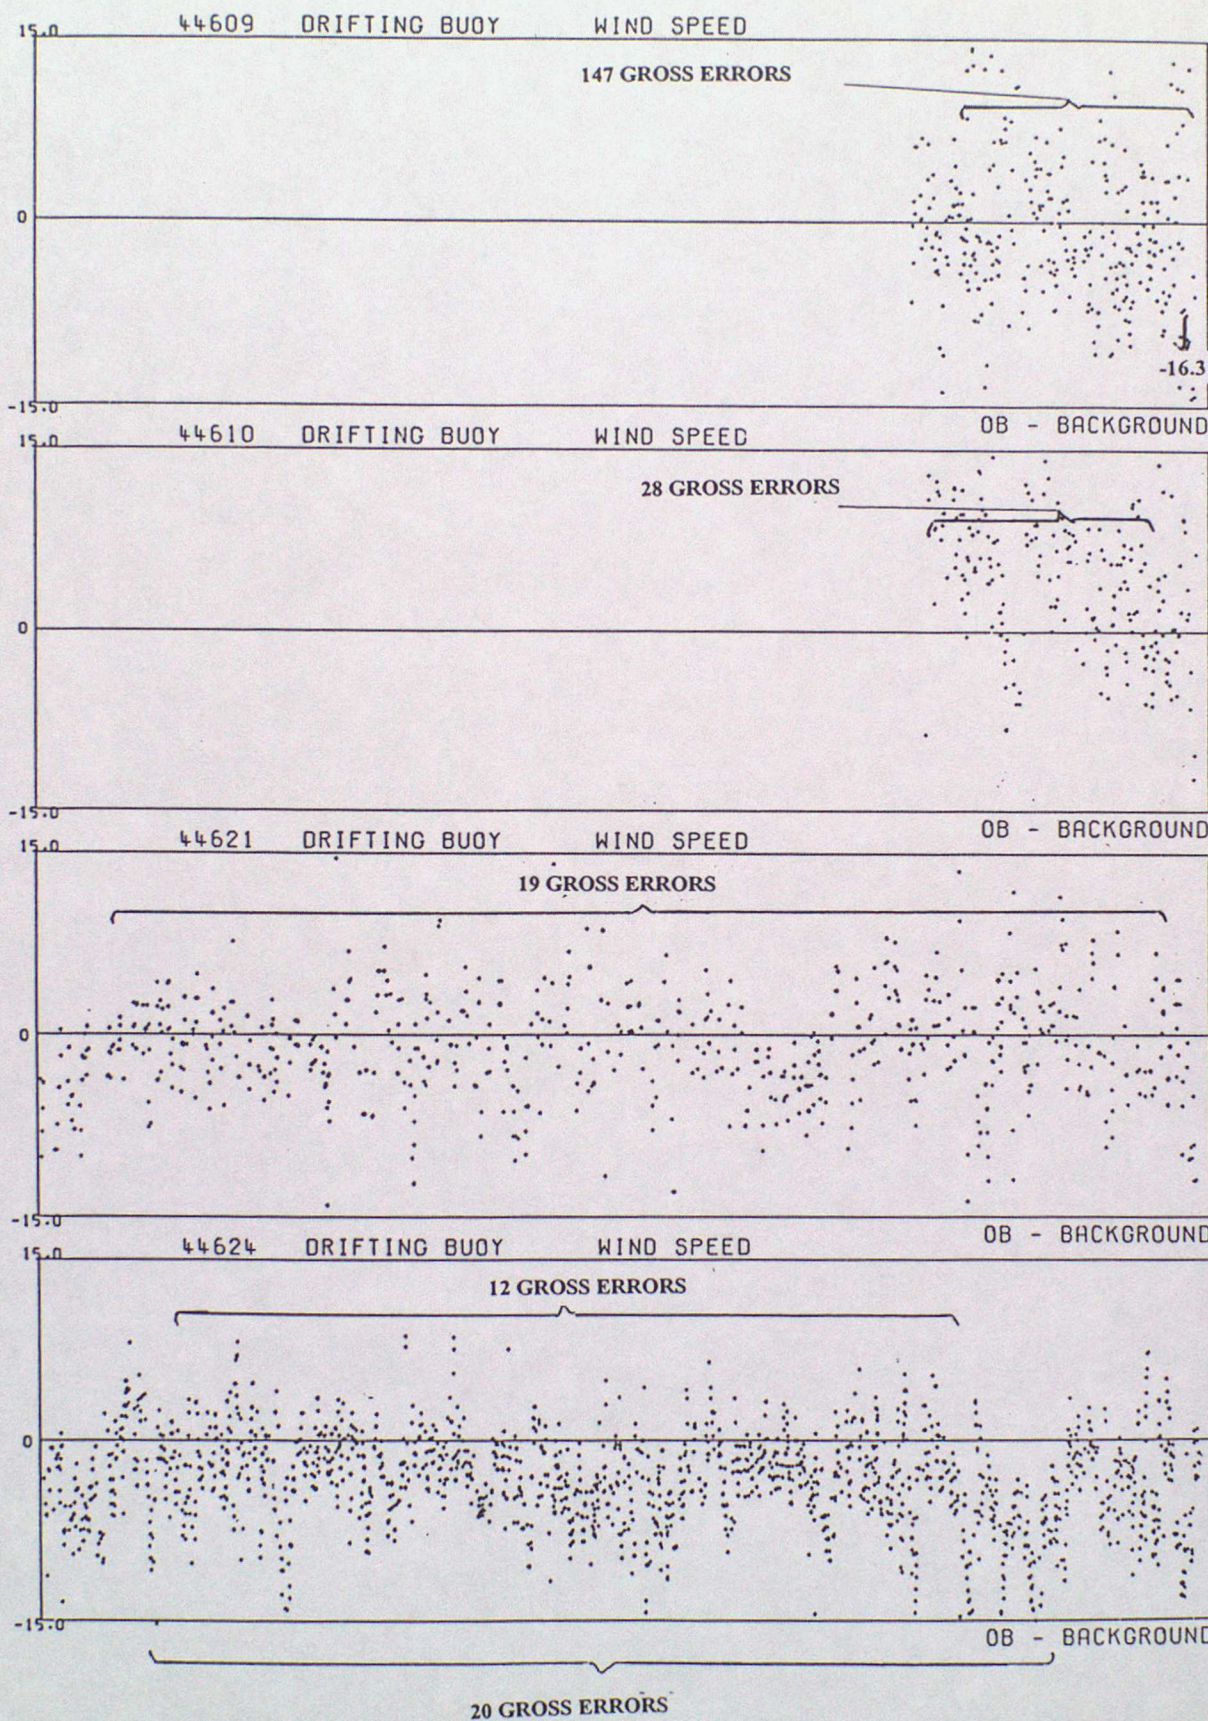 44609 DRIFTING BUOY WIND SPEED
15.0
147 GROSS ERRORS
0
-16.3
-15.0
OB - BACKGROUND
44610 DRIFTING BUOY WIND SPEED
15.0
28 GROSS ERRORS
0
-15.0
OB - BACKGROUND
44621 DRIFTING BUOY WIND SPEED
15.0
19 GROSS ERRORS
0
-15.0
OB - BACKGROUND
44624 DRIFTING BUOY WIND SPEED
15.0
12 GROSS ERRORS
0
-15.0
OB - BACKGROUND
20 GROSS ERRORS